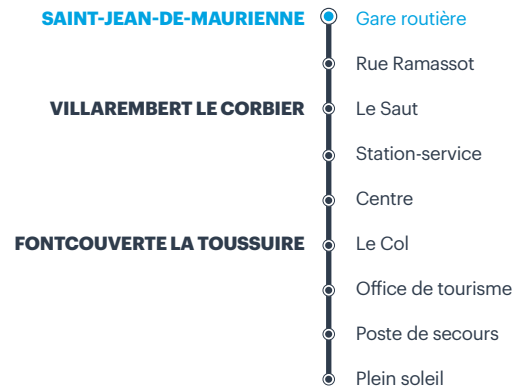 SAINT-JEAN-DE-MAURIENNE Gare routière
Rue Ramassot
VILLAREMBERT LE CORBIER Le Saut
Station-service
Centre
FONTCOUVERTE LA TOUSSUIRE Le Col
Office de tourisme
Poste de secours
Plein soleil